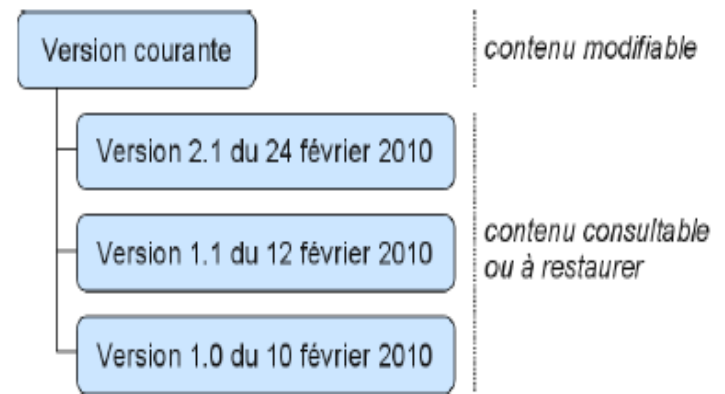 Version courante
contenu modifiable
Version 2.1 du 24 février 2010
Version 1.1 du 12 février 2010
contenu consultable
ou à restaurer
Version 1.0 du 10 février 2010